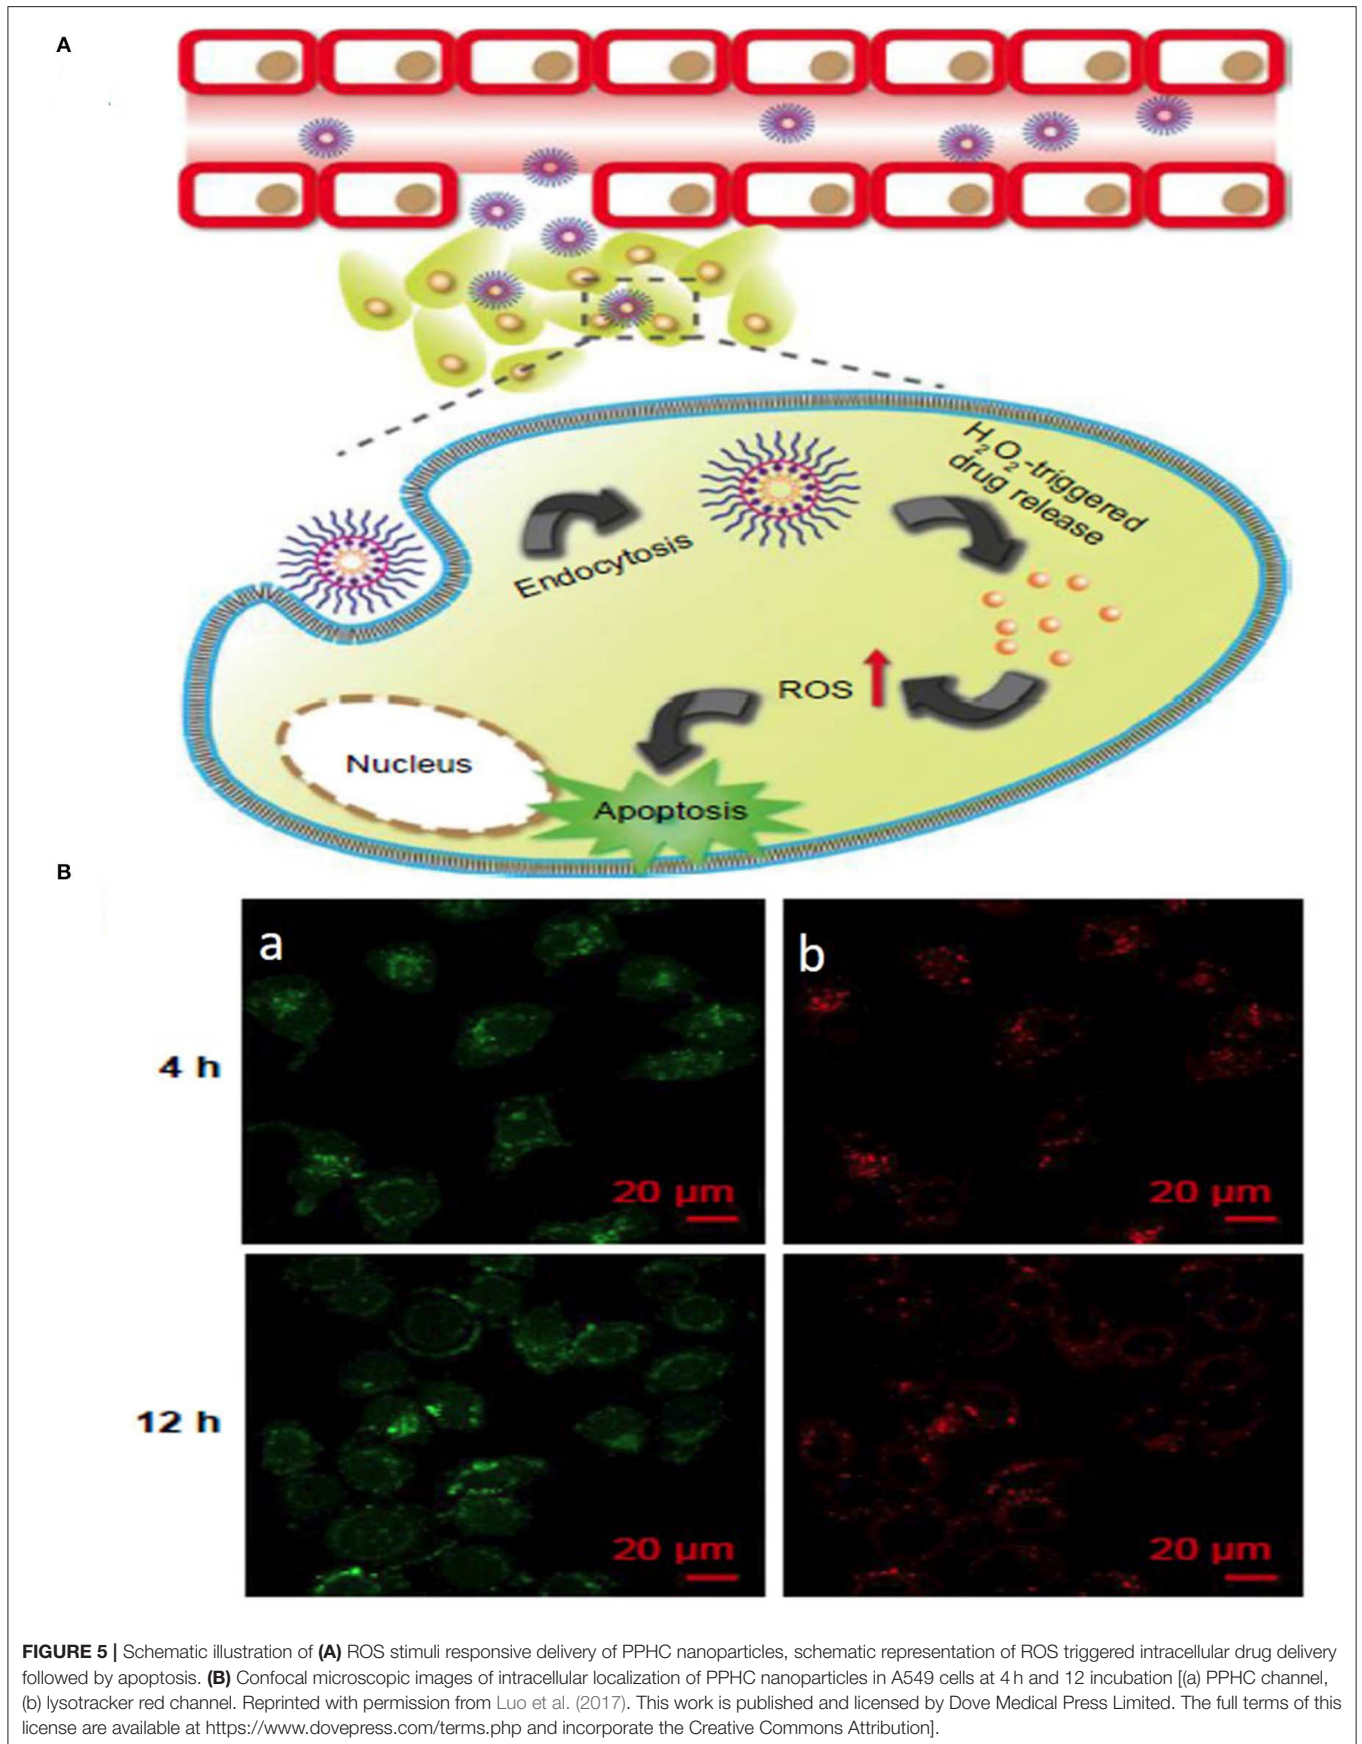 A
H2O2-triggered
drug release
Endocytosis
ROS
Nucleus
Apoptosis
B
a
b
4 h
20 µm
20 µm
12 h
20 µm
20 µm
FIGURE 5 | Schematic illustration of (A) ROS stimuli responsive delivery of PPHC nanoparticles, schematic representation of ROS triggered intracellular drug delivery
followed by apoptosis. (B) Confocal microscopic images of intracellular localization of PPHC nanoparticles in A549 cells at 4 h and 12 incubation [(a) PPHC channel,
(b) lysotracker red channel. Reprinted with permission from Luo et al. (2017). This work is published and licensed by Dove Medical Press Limited. The full terms of this
license are available at https://www.dovepress.com/terms.php and incorporate the Creative Commons Attribution].